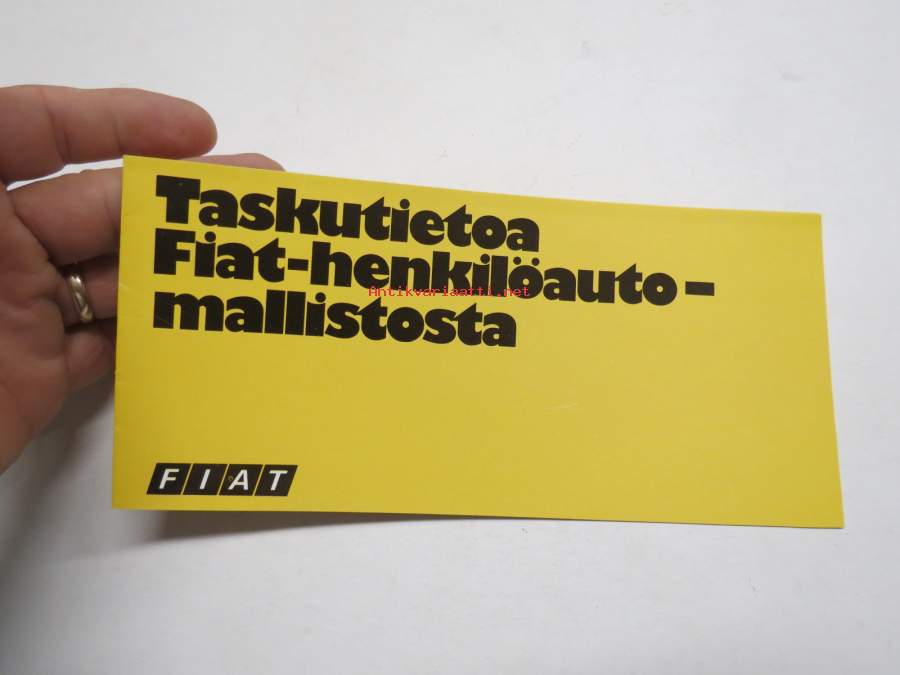 Taskutietoa
Fiat-henkilöauto-
mallistosta
Antikvariaatti.net
FIAT